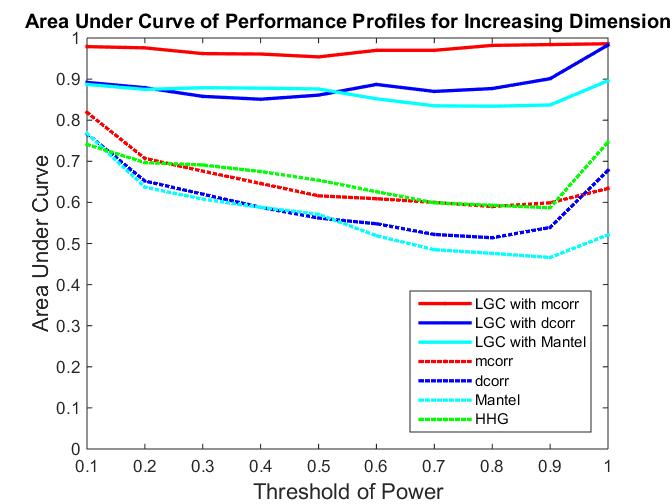 Area Under Curve of Performance Profiles for Increasing Dimension
1
0.9
0.8
0.7
0.6
0.5
0.4
0.3
0.2
0.1
0
Area Under Curve
LGC with mcorr
LGC with dcorr
LGC with Mantel
mcorr
dcorr
Mantel
HHG
0.1 0.2 0.3 0.4 0.5 0.6 0.7 0.8 0.9 1
Threshold of Power